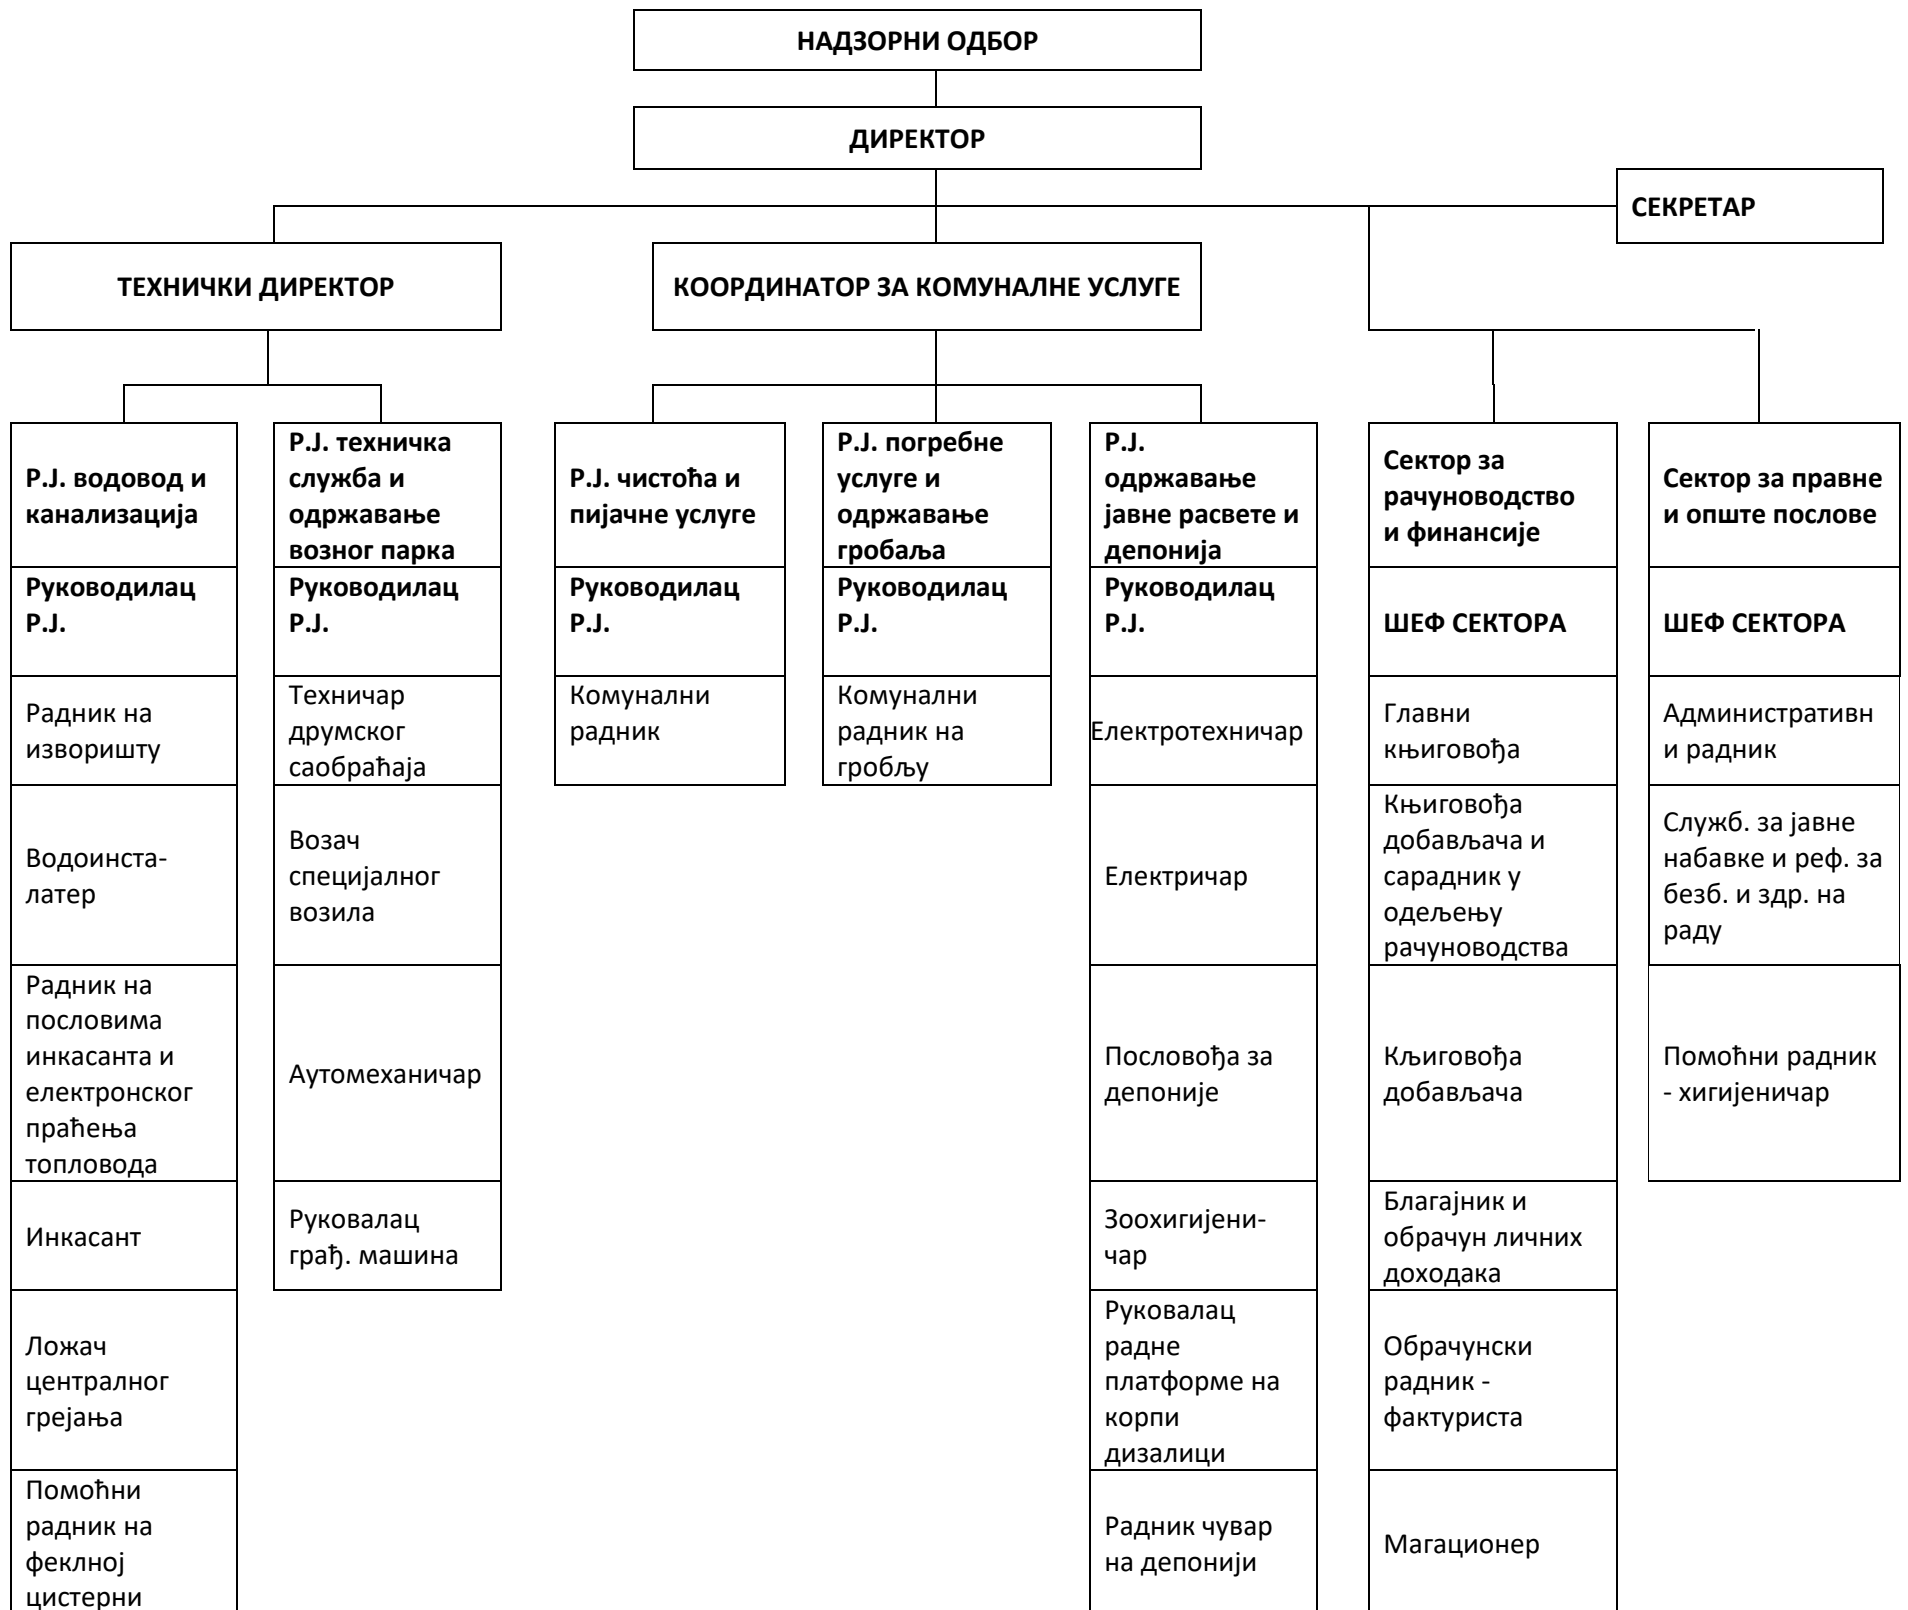 НАДЗОРНИ ОДБОР
ДИРЕКТОР
СЕКРЕТАР
ТЕХНИЧКИ ДИРЕКТОР
КООРДИНАТОР ЗА КОМУНАЛНЕ УСЛУГЕ
Р.Ј. водовод и
канализација
Руководилац
Р.Ј.
Радник на
изворишту
Водоинста-
латер
Радник на
пословима
инкасанта и
електронског
праћења
топловода
Инкасант
Ложач
централног
грејања
Помоћни
радник на
феклној
цистерни
Р.Ј. техничка
служба и
одржавање
возног парка
Руководилац
Р.Ј.
Техничар
друмског
саобраћаја
Возач
специјалног
возила
Аутомеханичар
Руковалац
грађ. машина
Р.Ј. чистоћа и
пијачне услуге
Руководилац
Р.Ј.
Комунални
радник
Р.Ј. погребне
услуге и
одржавање
гробаља
Руководилац
Р.Ј.
Комунални
радник на
гробљу
Р.Ј.
одржавање
јавне расвете и
депонија
Руководилац
Р.Ј.
Електротехничар
Електричар
Пословођа за
депоније
Зоохигијени-
чар
Руковалац
радне
платформе на
корпи
дизалици
Радник чувар
на депонији
Сектор за
рачуноводство
и финансије
ШЕФ СЕКТОРА
Главни
књиговођа
Књиговођа
добављача и
сарадник у
одељењу
рачуноводства
Кљиговођа
добављача
Благајник и
обрачун личних
доходака
Обрачунски
радник -
фактуриста
Магационер
Сектор за правне
и опште послове
ШЕФ СЕКТОРА
Административн
и радник
Служб. за јавне
набавке и реф. за
безб. и здр. на
раду
Помоћни радник
- хигијеничар